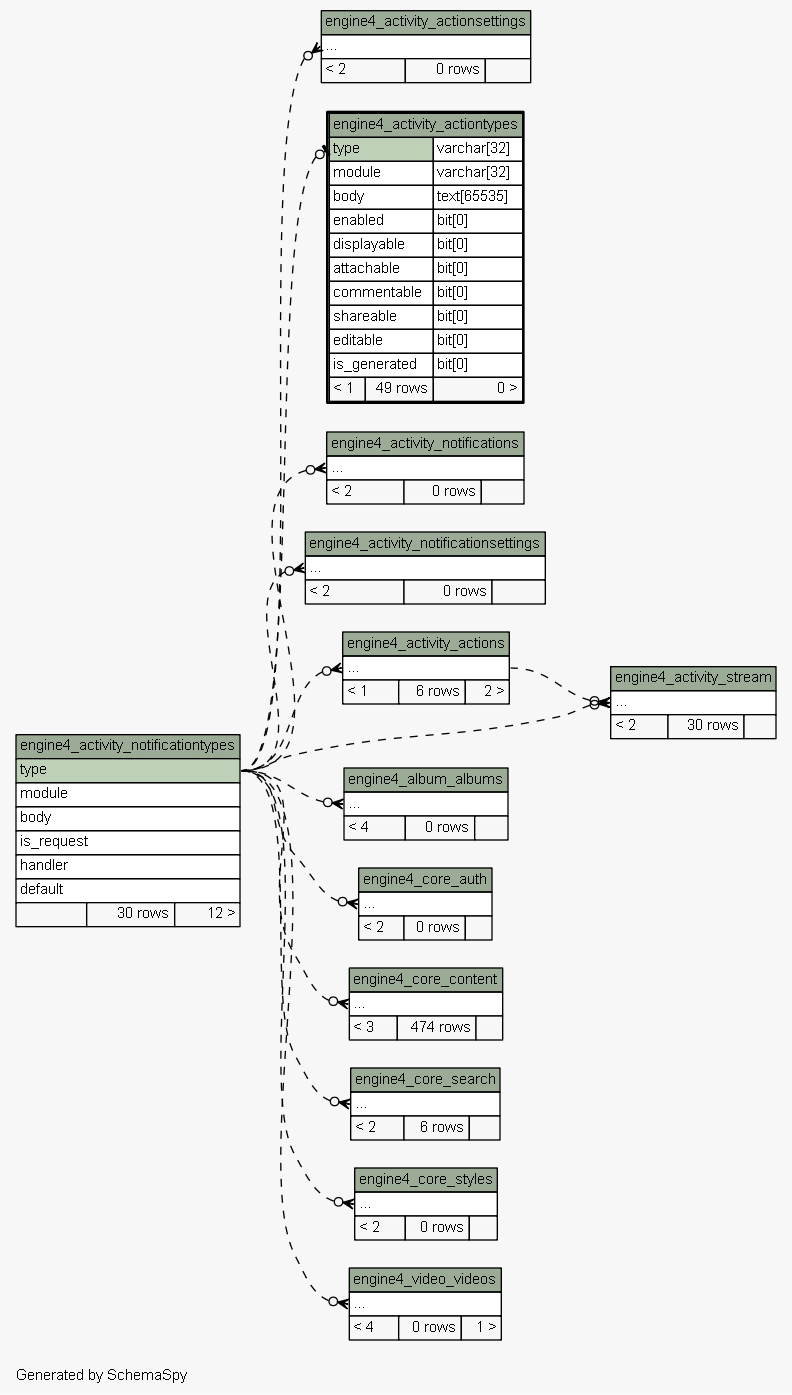 engine4_activity_actionsettings
...
< 2 0 rows
engine4_activity_actiontypes
type varchar[32]
module varchar[32]
body text[65535]
enabled bit[0]
displayable bit[0]
attachable bit[0]
commentable bit[0]
shareable bit[0]
editable bit[0]
is_generated bit[0]
< 1 49 rows 0 >
engine4_activity_notifications
...
< 2 0 rows
engine4_activity_notificationsettings
...
< 2 0 rows
engine4_activity_actions
...
< 1 6 rows 2 >
engine4_activity_stream
...
< 2 30 rows
engine4_activity_notificationtypes
type
module
body
is_request
handler
default
30 rows 12 >
engine4_album_albums
...
< 4 0 rows
engine4_core_auth
...
< 2 0 rows
engine4_core_content
...
< 3 474 rows
engine4_core_search
...
< 2 6 rows
engine4_core_styles
...
< 2 0 rows
engine4_video_videos
...
< 4 0 rows 1 >
Generated by SchemaSpy